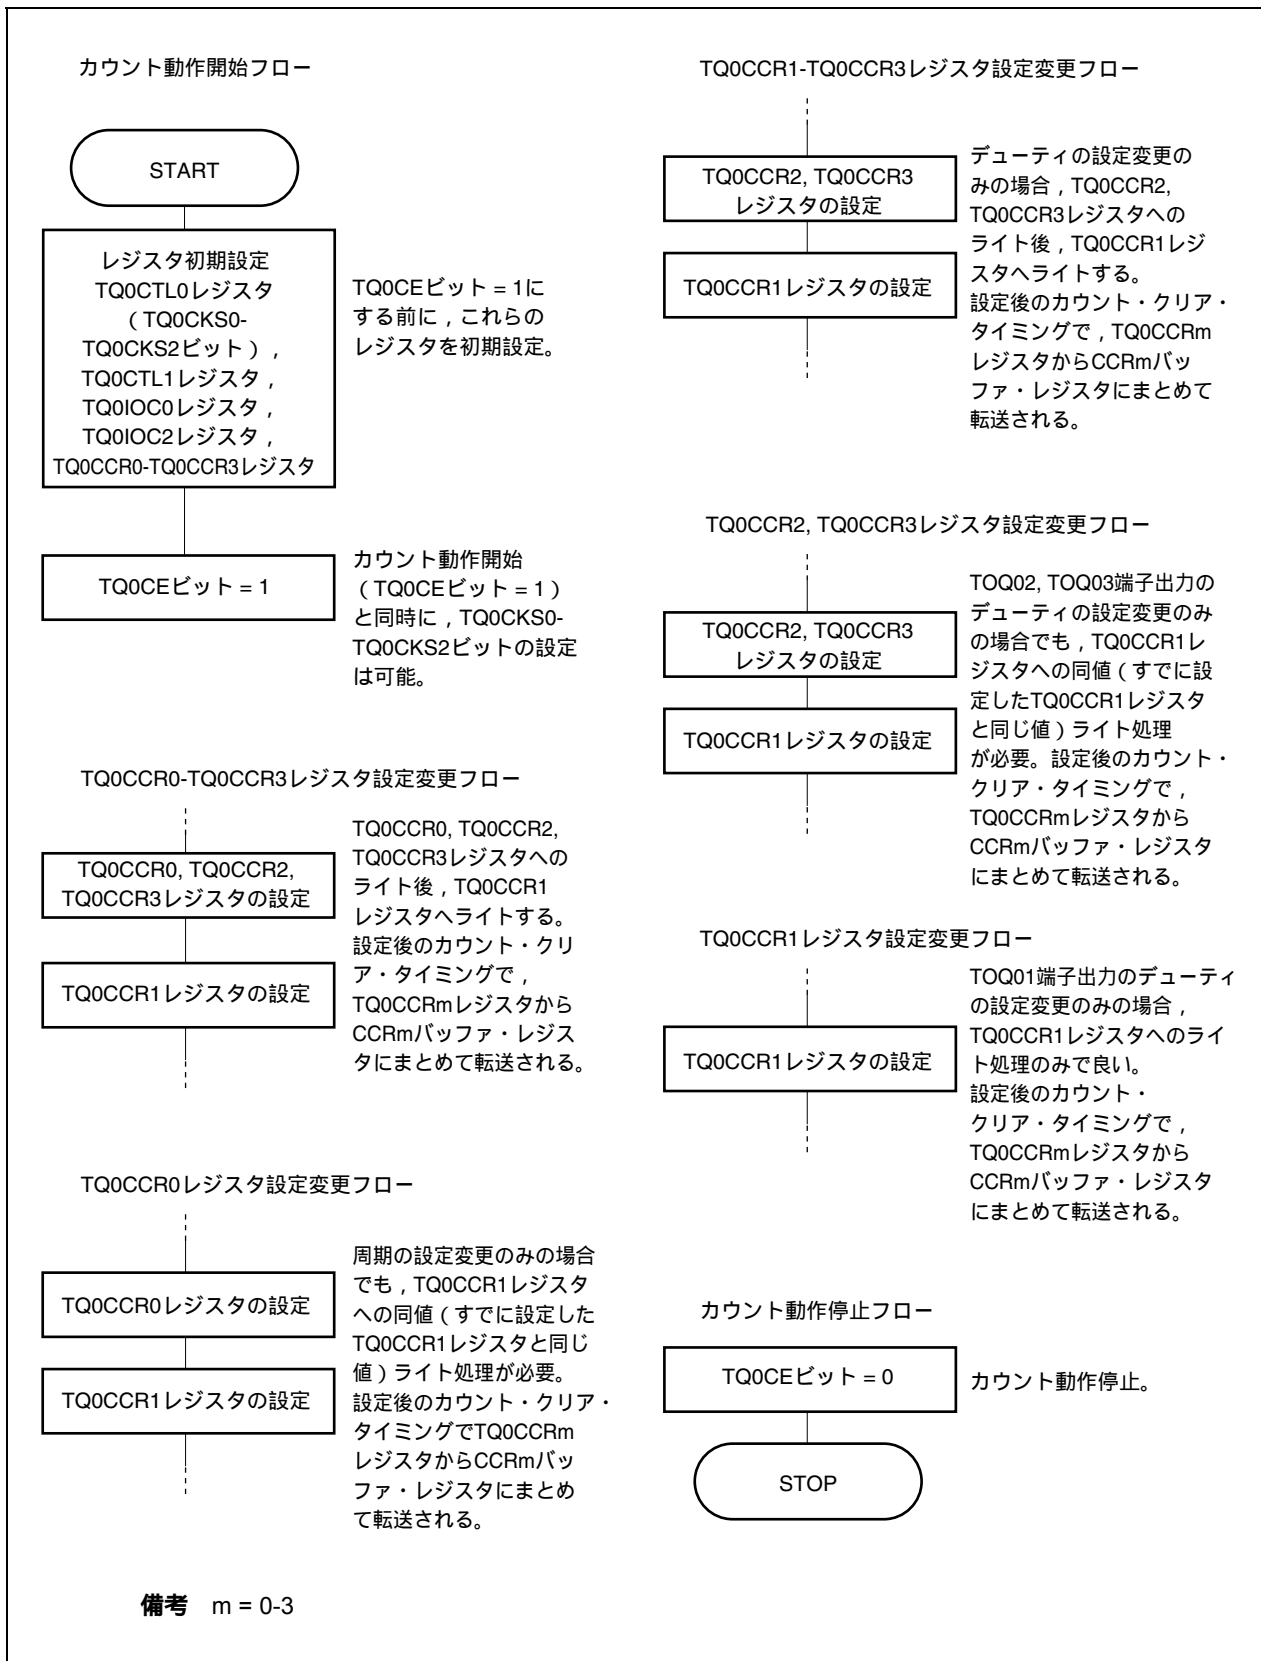 カウント動作開始フロー
START
レジスタ初期設定
TQ0CTL0レジスタ
（TQ0CKS0-
TQ0CKS2ビット），
TQ0CTL1レジスタ，
TQ0IOC0レジスタ，
TQ0IOC2レジスタ，
TQ0CCR0-TQ0CCR3レジスタ
TQ0CEビット = 1に
する前に，これらの
レジスタを初期設定。
TQ0CEビット = 1
カウント動作開始
（TQ0CEビット = 1）
と同時に，TQ0CKS0-
TQ0CKS2ビットの設定
は可能。
TQ0CCR0-TQ0CCR3レジスタ設定変更フロー
TQ0CCR0, TQ0CCR2,
TQ0CCR3レジスタの設定
TQ0CCR1レジスタの設定
TQ0CCR0, TQ0CCR2,
TQ0CCR3レジスタへの
ライト後，TQ0CCR1
レジスタへライトする。
設定後のカウント・クリ
ア・タイミングで，
TQ0CCRmレジスタから
CCRmバッファ・レジス
タにまとめて転送される。
TQ0CCR0レジスタ設定変更フロー
TQ0CCR0レジスタの設定
TQ0CCR1レジスタの設定
周期の設定変更のみの場合
でも，TQ0CCR1レジスタ
への同値（すでに設定した
TQ0CCR1レジスタと同じ
値）ライト処理が必要。
設定後のカウント・クリア・
タイミングでTQ0CCRm
レジスタからCCRmバッ
ファ・レジスタにまとめ
て転送される。
TQ0CCR1-TQ0CCR3レジスタ設定変更フロー
TQ0CCR2, TQ0CCR3
レジスタの設定
TQ0CCR1レジスタの設定
デューティの設定変更の
みの場合，TQ0CCR2,
TQ0CCR3レジスタへの
ライト後，TQ0CCR1レジ
スタへライトする。
設定後のカウント・クリア・
タイミングで，TQ0CCRm
レジスタからCCRmバッ
ファ・レジスタにまとめて
転送される。
TQ0CCR2, TQ0CCR3レジスタ設定変更フロー
TQ0CCR2, TQ0CCR3
レジスタの設定
TQ0CCR1レジスタの設定
TOQ02, TOQ03端子出力の
デューティの設定変更のみ
の場合でも，TQ0CCR1レ
ジスタへの同値（すでに設
定したTQ0CCR1レジスタ
と同じ値）ライト処理
が必要。設定後のカウント・
クリア・タイミングで，
TQ0CCRmレジスタから
CCRmバッファ・レジスタ
にまとめて転送される。
TQ0CCR1レジスタ設定変更フロー
TQ0CCR1レジスタの設定
TOQ01端子出力のデューティ
の設定変更のみの場合，
TQ0CCR1レジスタへのライ
ト処理のみで良い。
設定後のカウント・
クリア・タイミングで，
TQ0CCRmレジスタから
CCRmバッファ・レジスタ
にまとめて転送される。
カウント動作停止フロー
TQ0CEビット = 0
カウント動作停止。
STOP
備考 m = 0-3